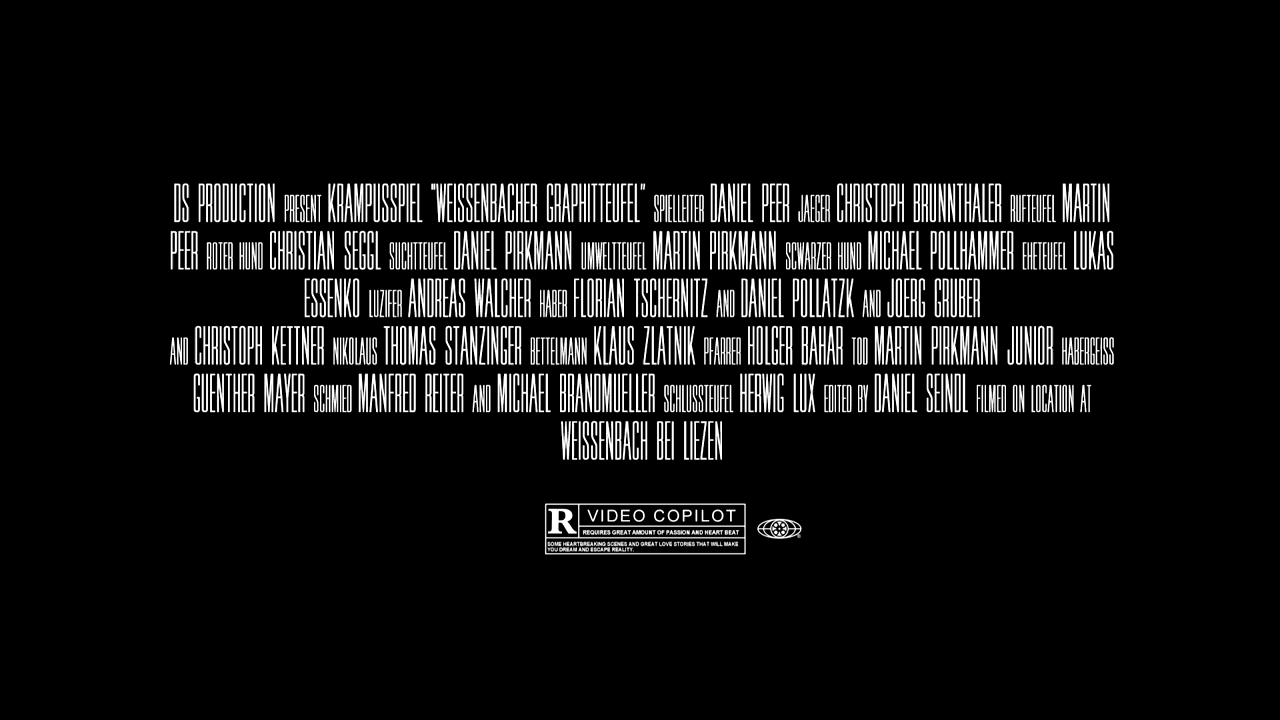 DS PRODUCTION PRESENT KRAMPUSSPIEL "WEISSENBACHER GRAPHITTEUFEL" SPIELLEITER DANIEL PEER JAEGER CHRISTOPH BRUNNTHALER RUFTEUFEL MARTIN
PEER ROTER HUND CHRISTIAN SEGGL SUCHTTEUFEL DANIEL PIRKMANN UMWELTTEUFEL MARTIN PIRKMANN SCWARZER HUND MICHAEL POLLHAMMER EHETEUFEL LUKAS
ESSENKO LUZIFER ANDREAS WALCHER HABER FLORIAN TSCHERNITZ AND DANIEL POLLATZK AND JOERG GRUBER
AND CHRISTOPH KETTNER NIKOLAUS THOMAS STANZINGER BETTELMANN KLAUS ZLATNIK PFARRER HOLGER BAHAR TOD MARTIN PIRKMANN JUNIOR HABERGEISS
GUENTHER MAYER SCHMIED MANFRED REITER AND MICHAEL BRANDMUELLER SCHLUSSTEUFEL HERWIG LUX EDITED BY DANIEL SEINDL FILMED ON LOCATION AT
WEISSENBACH BEI LIEZEN
R VIDEO COPILOT
REQUIRES GREAT AMOUNT OF PASSION AND HEART BEAT
SOME HEARTBREAKING SCENES AND GREAT LOVE STORIES THAT WILL MAKE
YOU DREAM AND ESCAPE REALITY.